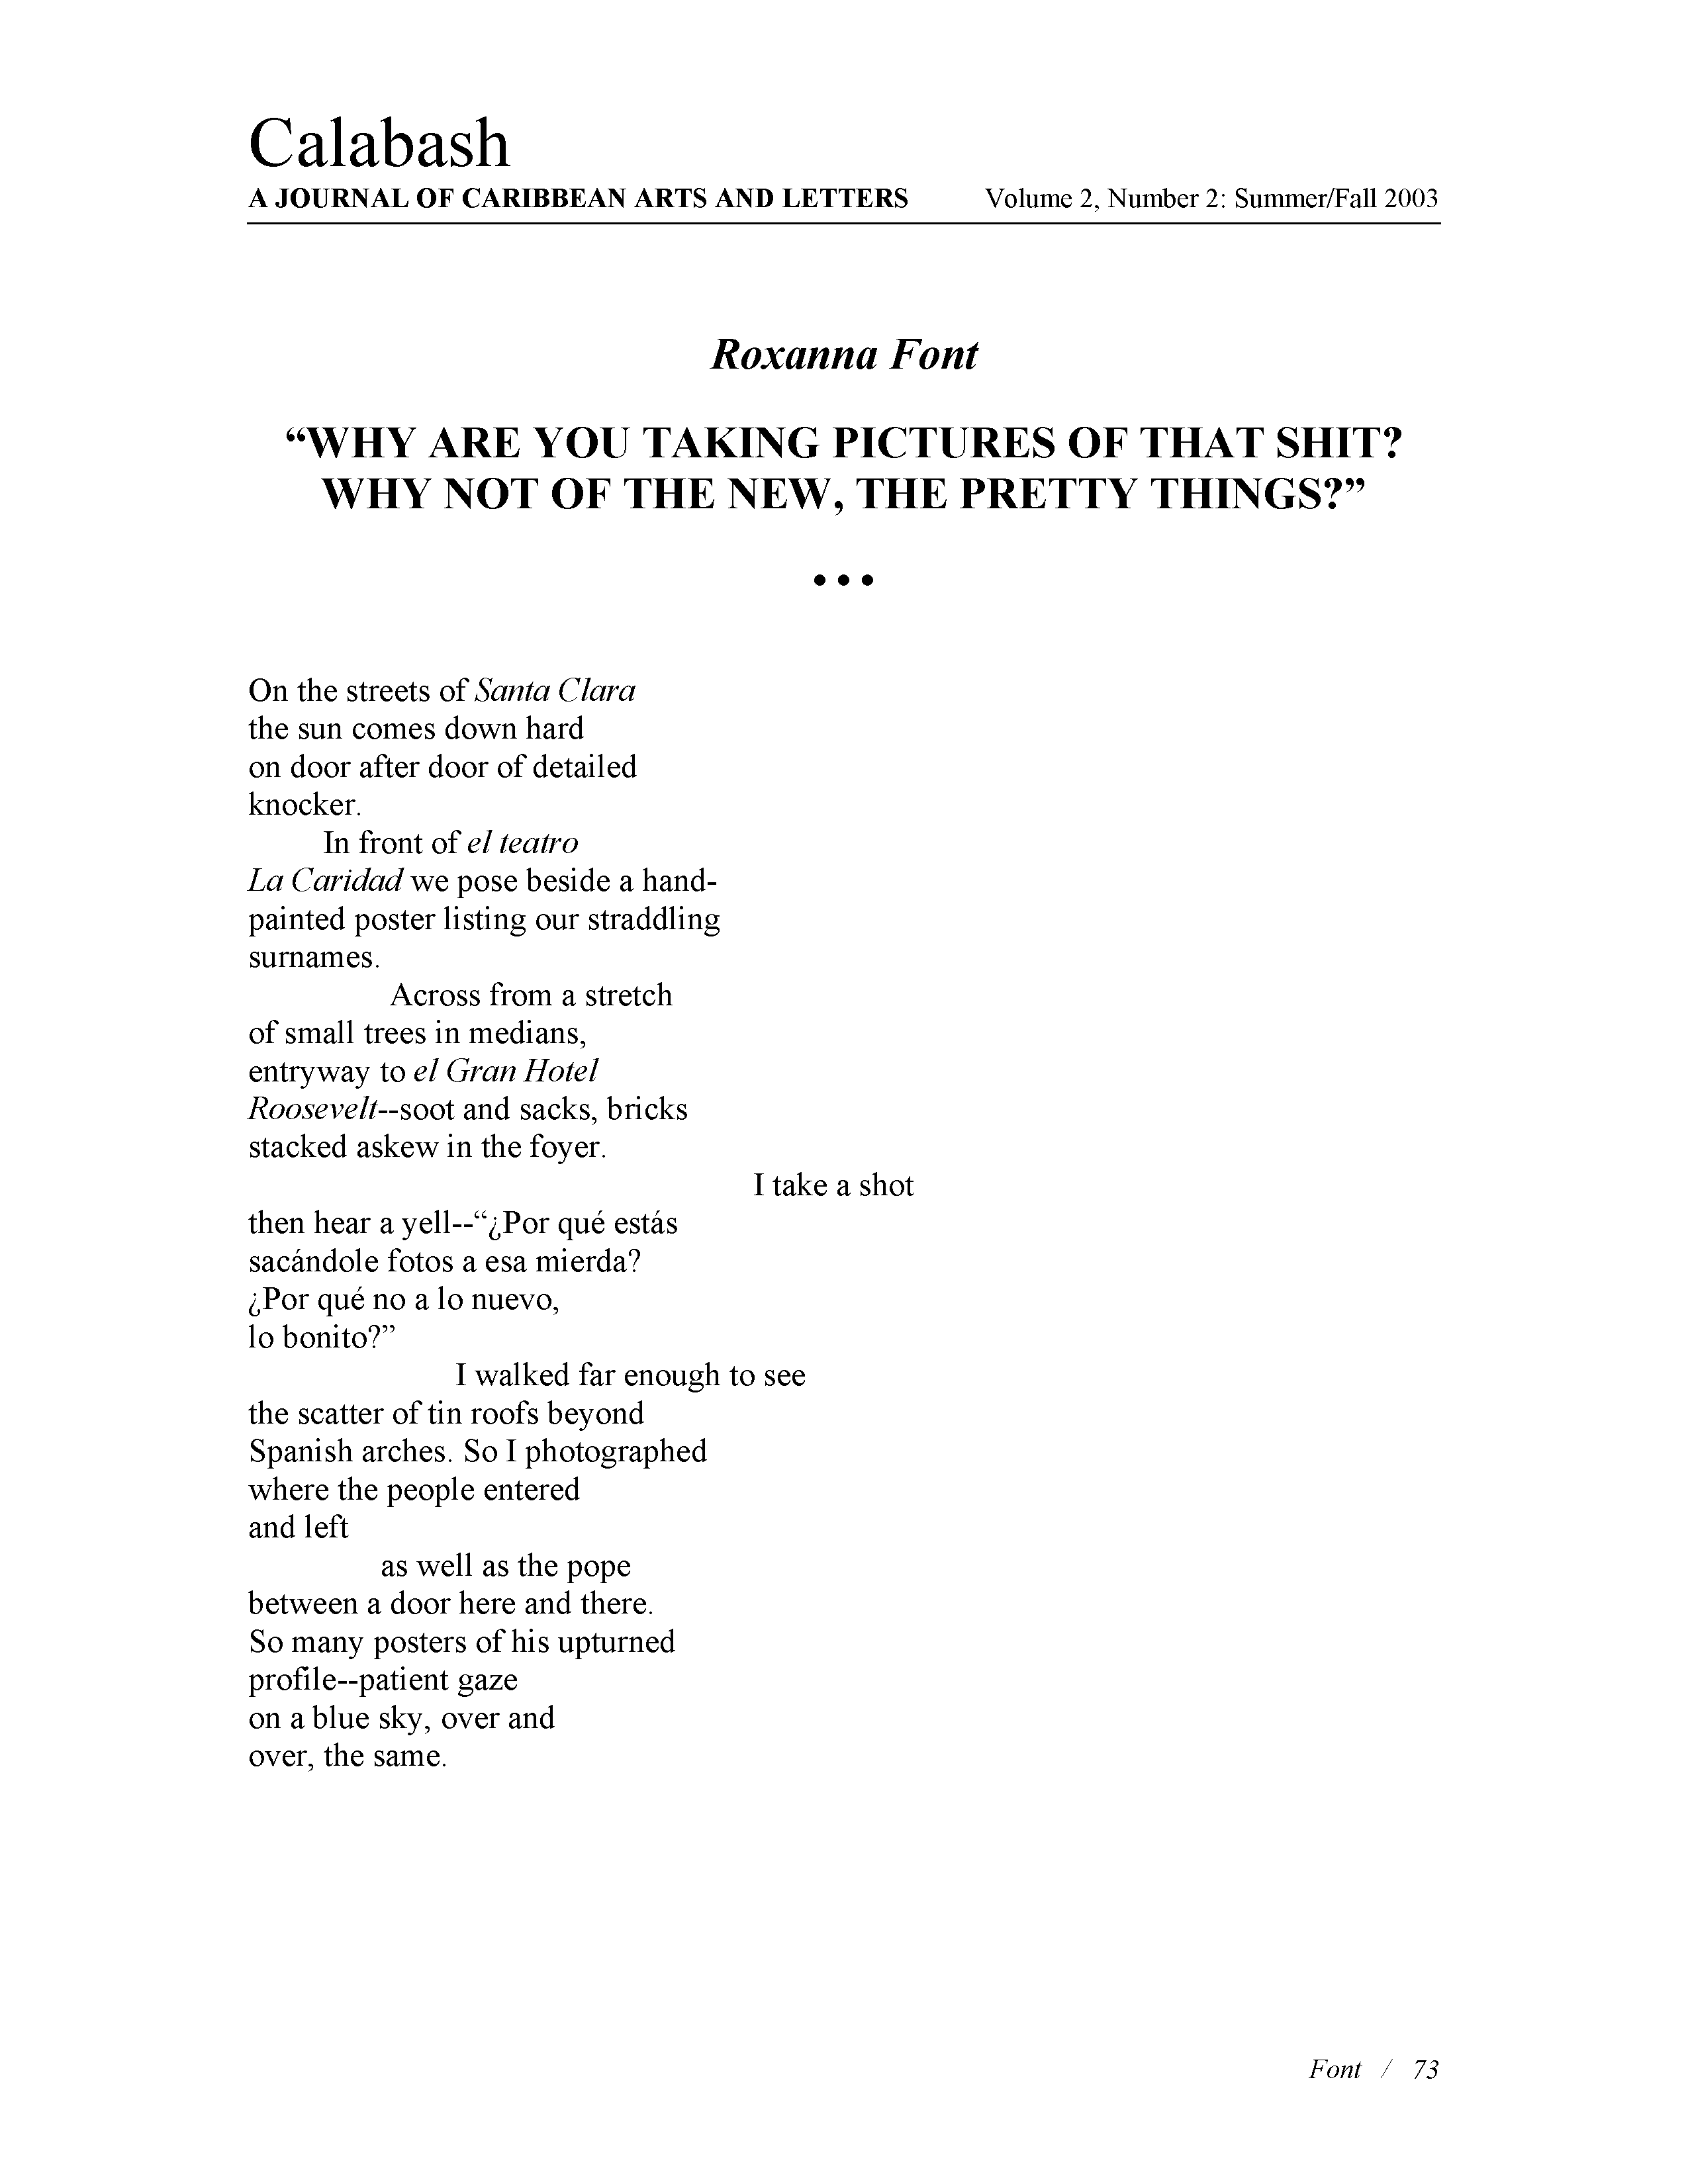 Calabash
A JOURNAL OF CARIBBEAN ARTS AND LETTERS Volume 2, Number 2: Summer/Fall 2003
Roxanna Font
“WHY ARE YOU TAKING PICTURES OF THAT SHIT?
WHY NOT OF THE NEW, THE PRETTY THINGS?”
•••
On the streets of Santa Clara
the sun comes down hard
on door after door of detailed
knocker.
In front of el teatro
La Caridad we pose beside a hand-
painted poster listing our straddling
surnames.
Across from a stretch
of small trees in medians,
entryway to el Gran Hotel
Roosevelt--soot and sacks, bricks
stacked askew in the foyer.
I take a shot
then hear a yell--“¿Por qué estás
sacándole fotos a esa mierda?
¿Por qué no a lo nuevo,
lo bonito?”
I walked far enough to see
the scatter of tin roofs beyond
Spanish arches. So I photographed
where the people entered
and left
as well as the pope
between a door here and there.
So many posters of his upturned
profile--patient gaze
on a blue sky, over and
over, the same.
Font / 73